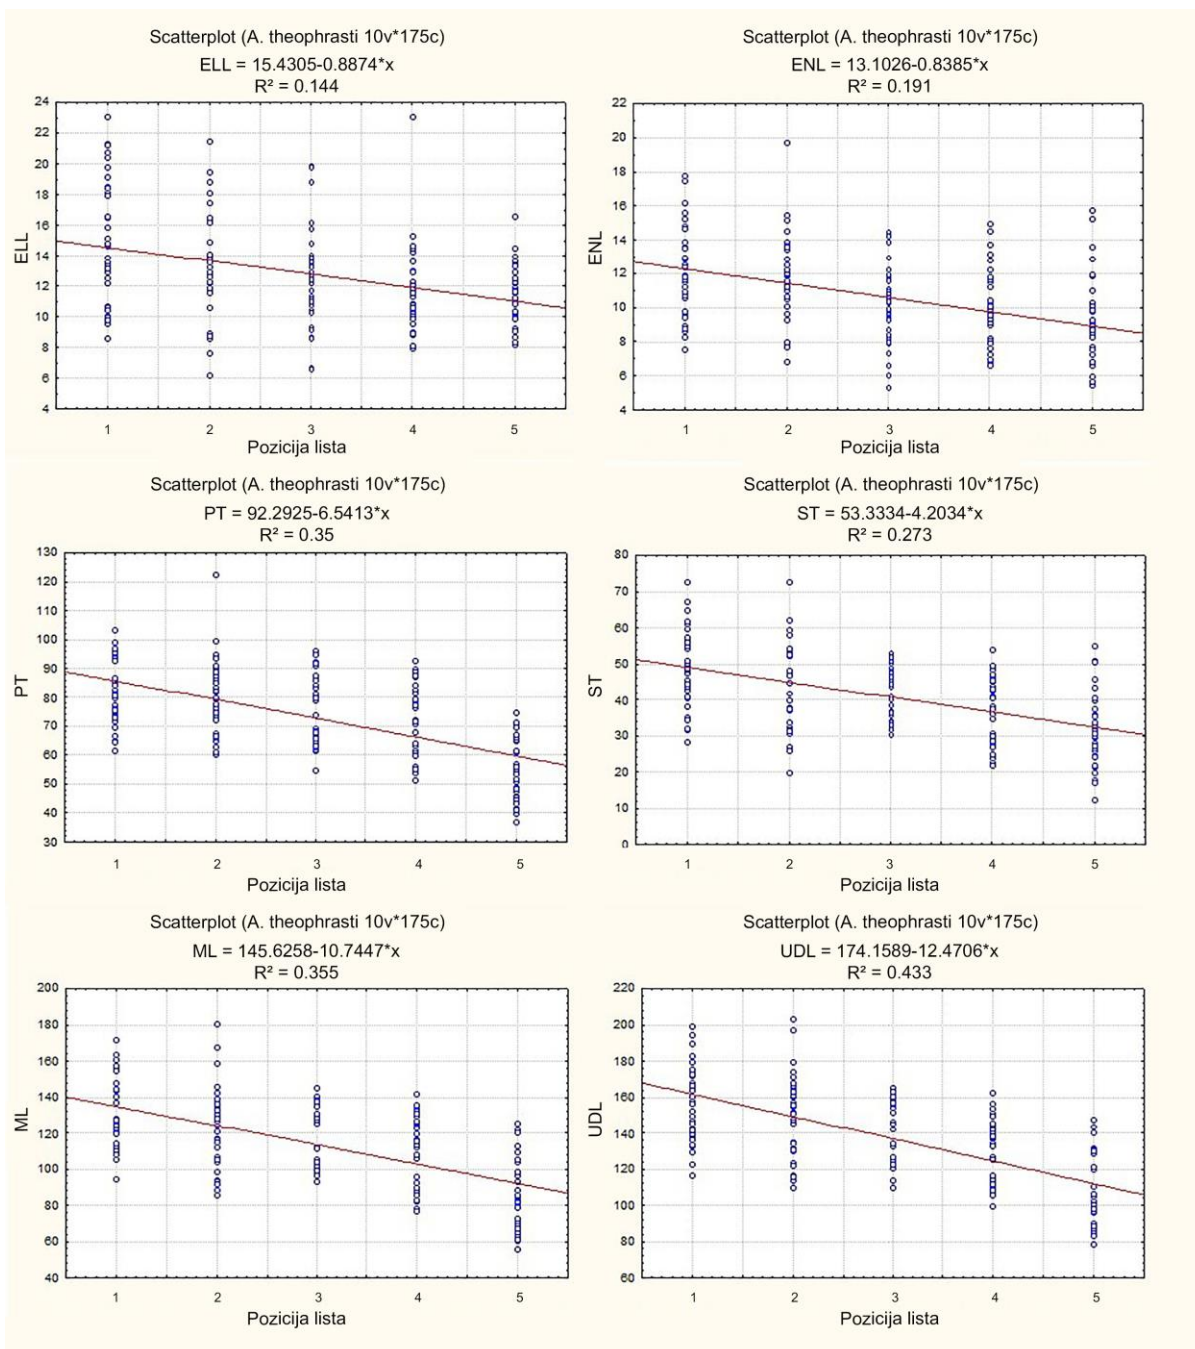 Scatterplot (A. theophrasti 10v*175c)
ELL = 15.4305-0.8874*x
R² = 0.144
24
22
20
18
16
14
12
10
8
6
4
ELL
1 2 3 4 5
Pozicija lista
Scatterplot (A. theophrasti 10v*175c)
ENL = 13.1026-0.8385*x
R² = 0.191
22
20
18
16
14
12
10
8
6
4
ENL
1 2 3 4 5
Pozicija lista
Scatterplot (A. theophrasti 10v*175c)
PT = 92.2925-6.5413*x
R² = 0.35
130
120
110
100
90
80
70
60
50
40
30
PT
1 2 3 4 5
Pozicija lista
Scatterplot (A. theophrasti 10v*175c)
ST = 53.3334-4.2034*x
R² = 0.273
80
70
60
50
40
30
20
10
0
ST
1 2 3 4 5
Pozicija lista
Scatterplot (A. theophrasti 10v*175c)
ML = 145.6258-10.7447*x
R² = 0.355
200
180
160
140
120
100
80
60
40
ML
1 2 3 4 5
Pozicija lista
Scatterplot (A. theophrasti 10v*175c)
UDL = 174.1589-12.4706*x
R² = 0.433
220
200
180
160
140
120
100
80
60
UDL
1 2 3 4 5
Pozicija lista